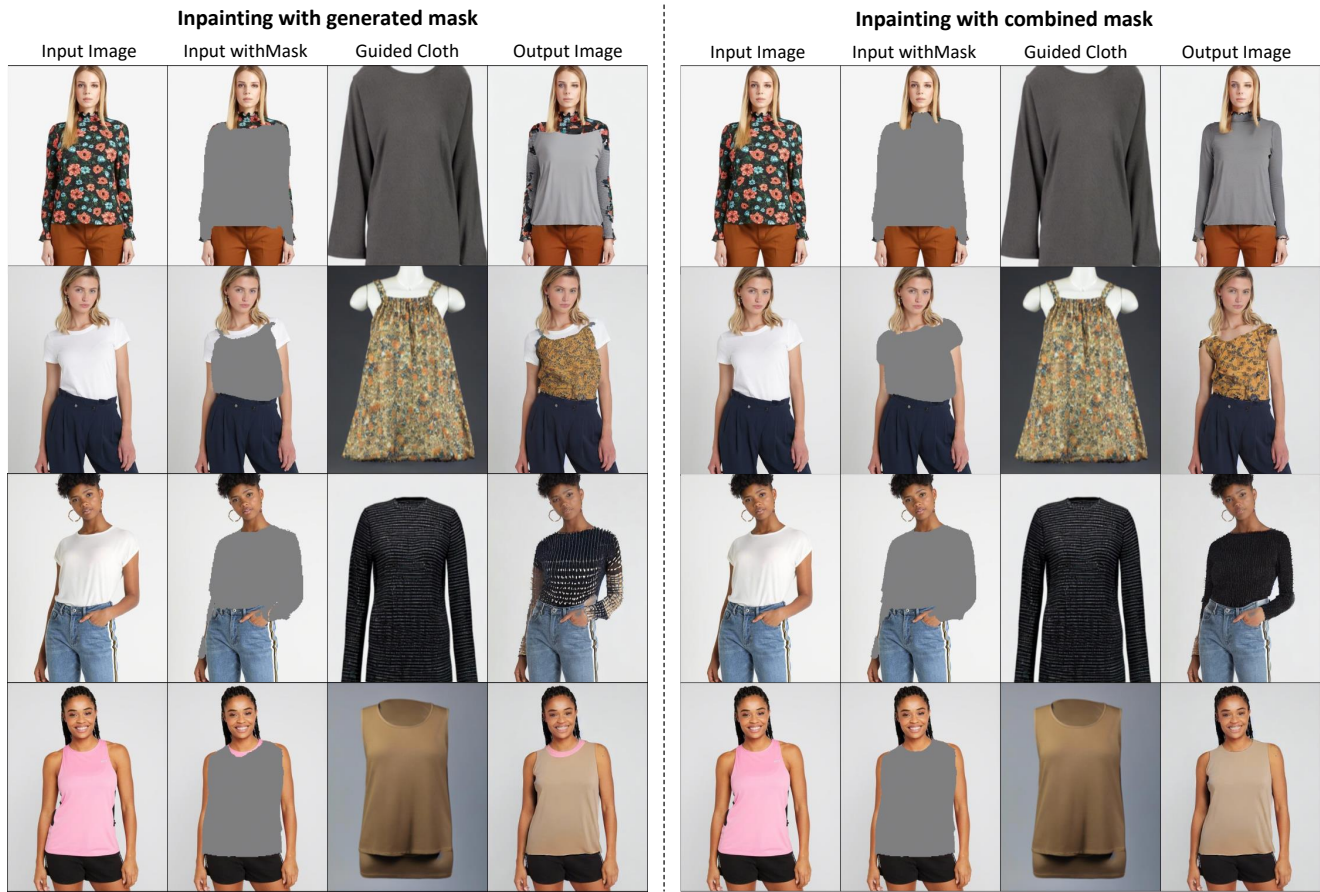 Inpainting with generated mask
Input Image
Input withMask
Guided Cloth
Output Image
Inpainting with combined mask
Input Image
Input withMask
Guided Cloth
Output Image